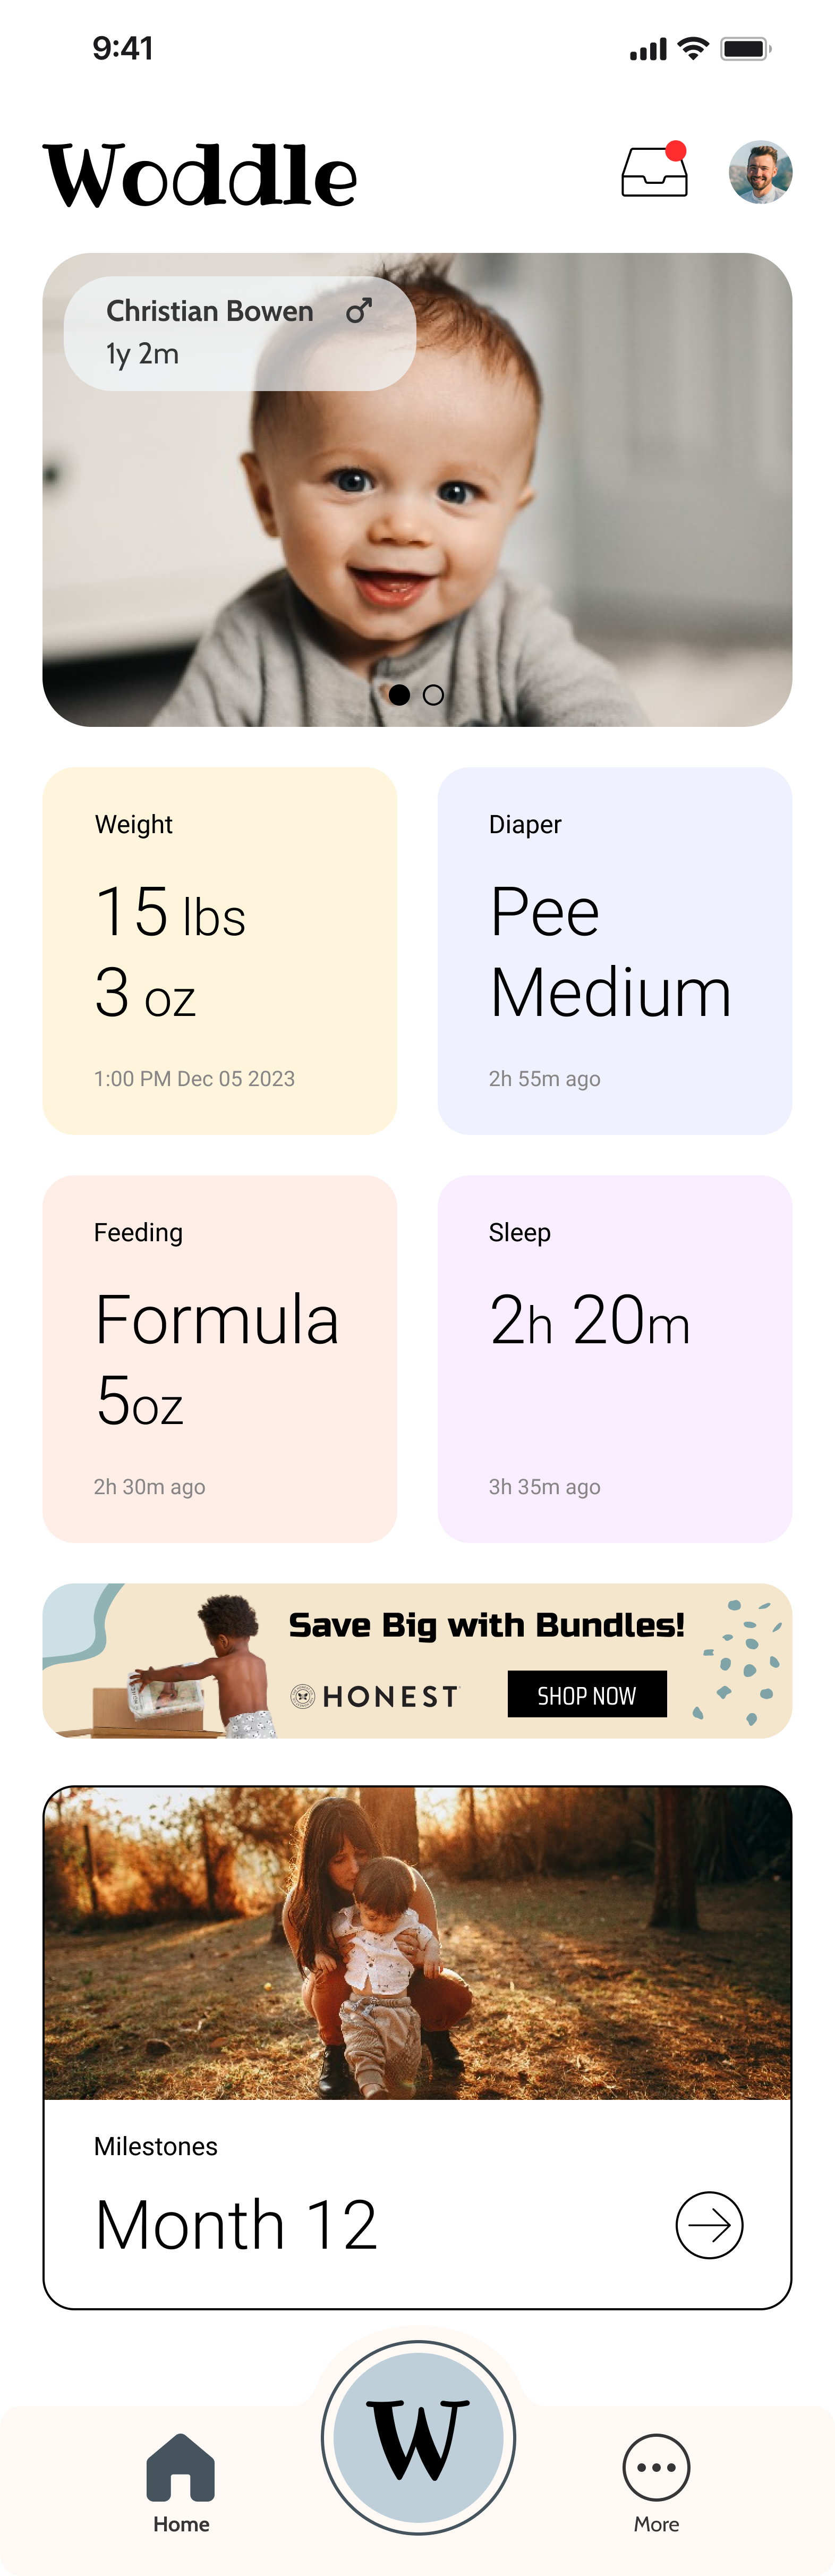 9:41
Woddle
Christian Bowen ♂
1y 2m
Weight
15 lbs
3 oz
1:00 PM Dec 05 2023
Diaper
Pee
Medium
2h 55m ago
Feeding
Formula
5oz
2h 30m ago
Sleep
2h 20m
3h 35m ago
Save Big with Bundles!
HONEST
SHOP NOW
Milestones
Month 12
W
Home
More